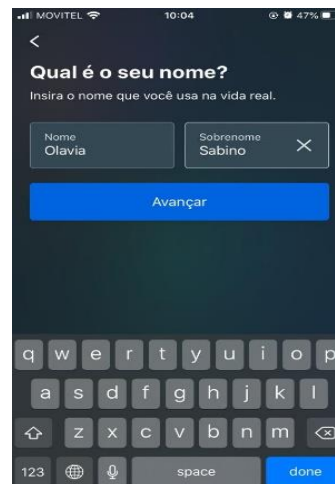 MOVITEL 10:04 47%
Qual é o seu nome?
Insira o nome que você usa na vida real.
Nome Sobrenome
Olavia Sabino
Avançar
q w e r t y u i o p
a s d f g h j k l
z x c v b n m
123 space done